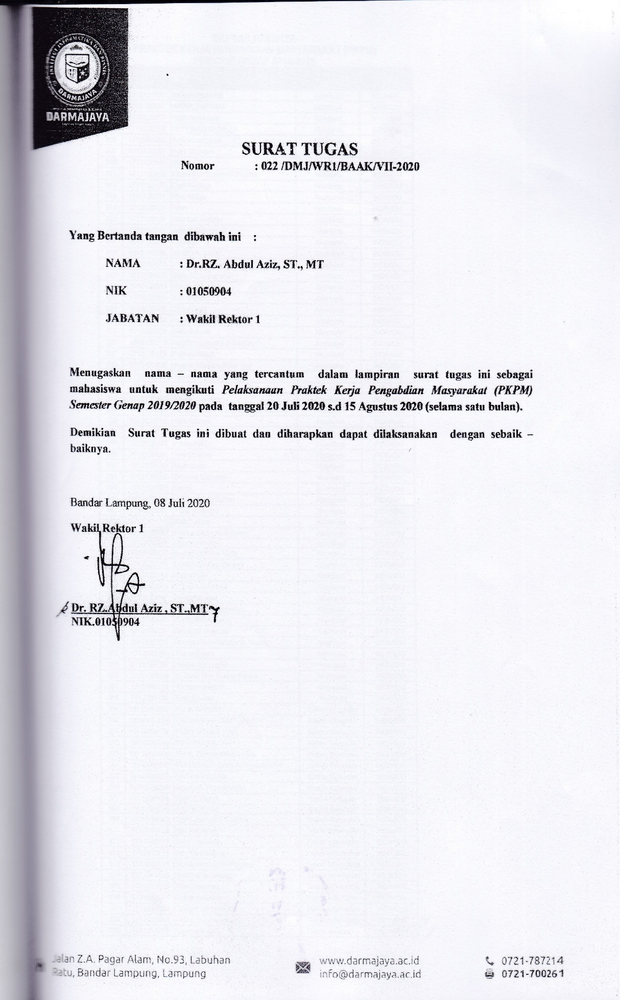 INSTITUT INFORMATIKA DAN BISNIS
DARMAJAYA
DARMAJAYA
SURAT TUGAS
Nomor : 022 /DMJ/WR1/BAAK/VII-2020
Yang Bertanda tangan dibawah ini :
NAMA : Dr.RZ. Abdul Aziz, ST., MT
NIK : 01050904
JABATAN : Wakil Rektor 1
Menugaskan nama – nama yang tercantum dalam lampiran surat tugas ini sebagai
mahasiswa untuk mengikuti Pelaksanaan Praktek Kerja Pengabdian Masyarakat (PKPM)
Semester Genap 2019/2020 pada tanggal 20 Juli 2020 s.d 15 Agustus 2020 (selama satu bulan).
Demikian Surat Tugas ini dibuat dan diharapkan dapat dilaksanakan dengan sebaik –
baiknya.
Bandar Lampung, 08 Juli 2020
Wakil Rektor 1
Dr. RZ.Abdul Aziz , ST.,MT
NIK.01050904
Jalan Z.A. Pagar Alam, No.93, Labuhan
Ratu, Bandar Lampung, Lampung
www.darmajaya.ac.id
info@darmajaya.ac.id
0721-787214
0721-700261